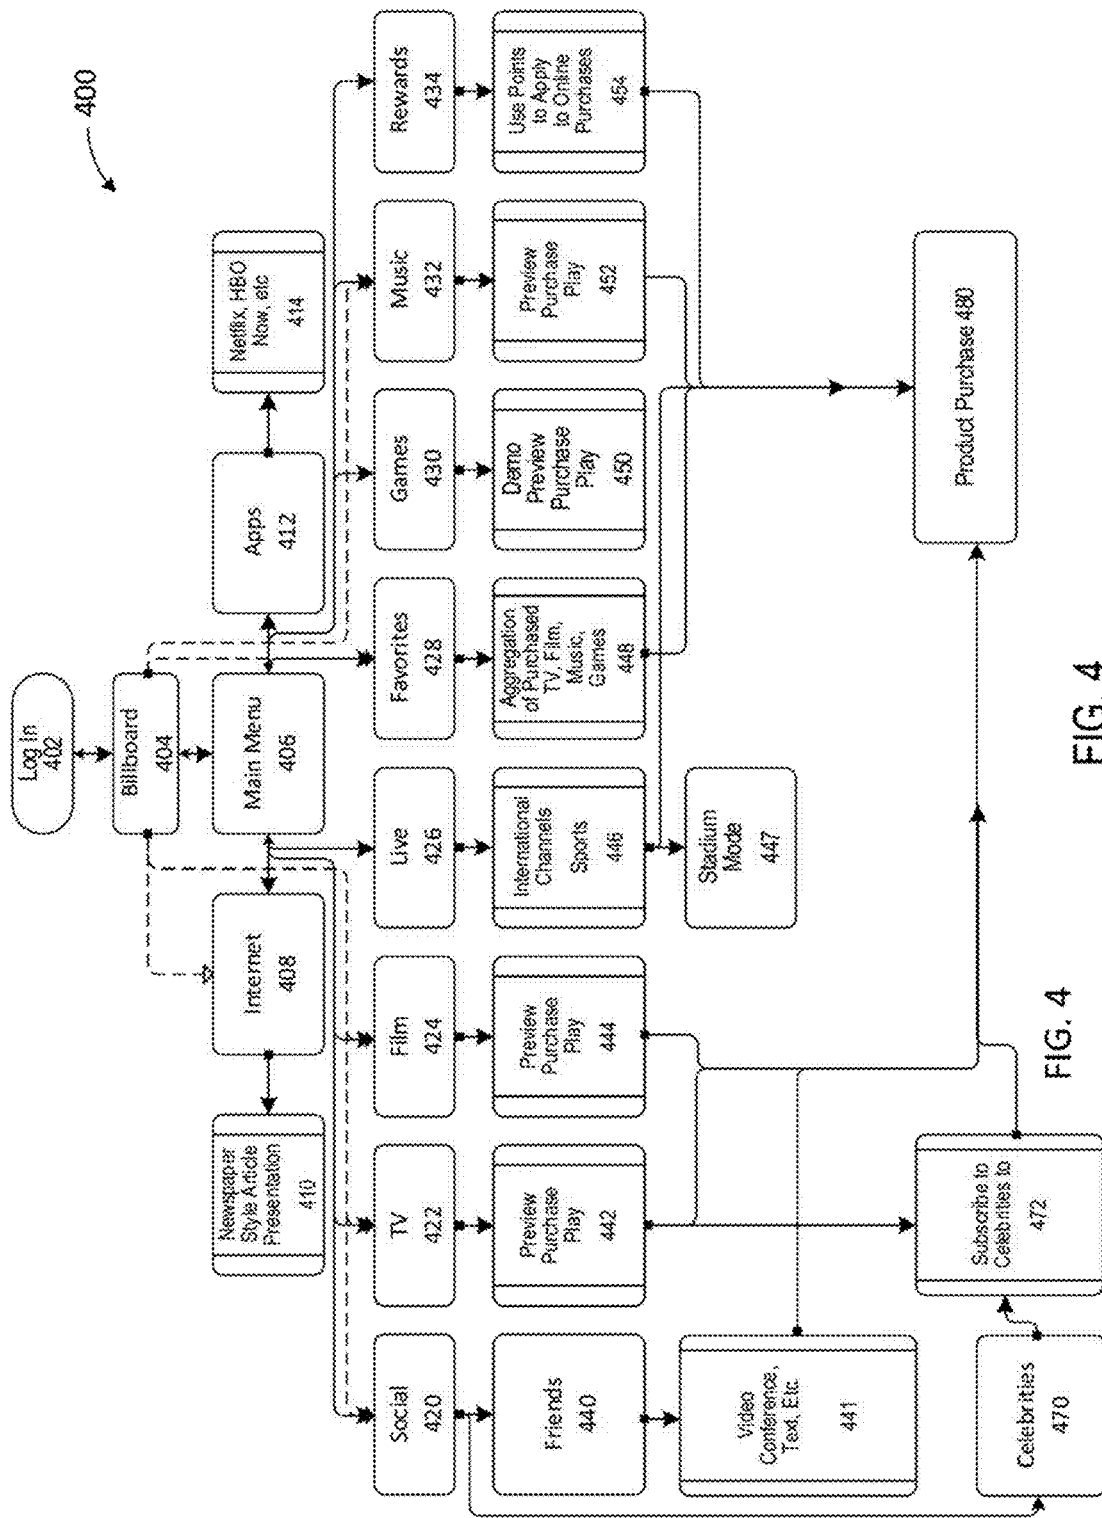 400
Log In
402
Billboard
404
Main Menu
406
Newspaper
Style Article
Presentation
410
Internet
408
Apps
412
Netflix, HBO
Now, etc
414
Social
420
TV
422
Film
424
Live
426
Favorites
428
Games
430
Music
432
Rewards
434
Friends
440
Preview
Purchase
Play
442
Preview
Purchase
Play
444
International
Channels
Sports
446
Aggregation
of Purchased
TV, Film,
Music,
Games
448
Demo
Preview
Purchase
Play
450
Preview
Purchase
Play
452
Use Points
to Apply
to Online
Purchases
454
Video
Conference,
Text, Etc
441
Stadium
Mode
447
Celebrities
470
Subscribe to
Celebrities to
472
Product Purchase 480
FIG. 4
FIG. 4